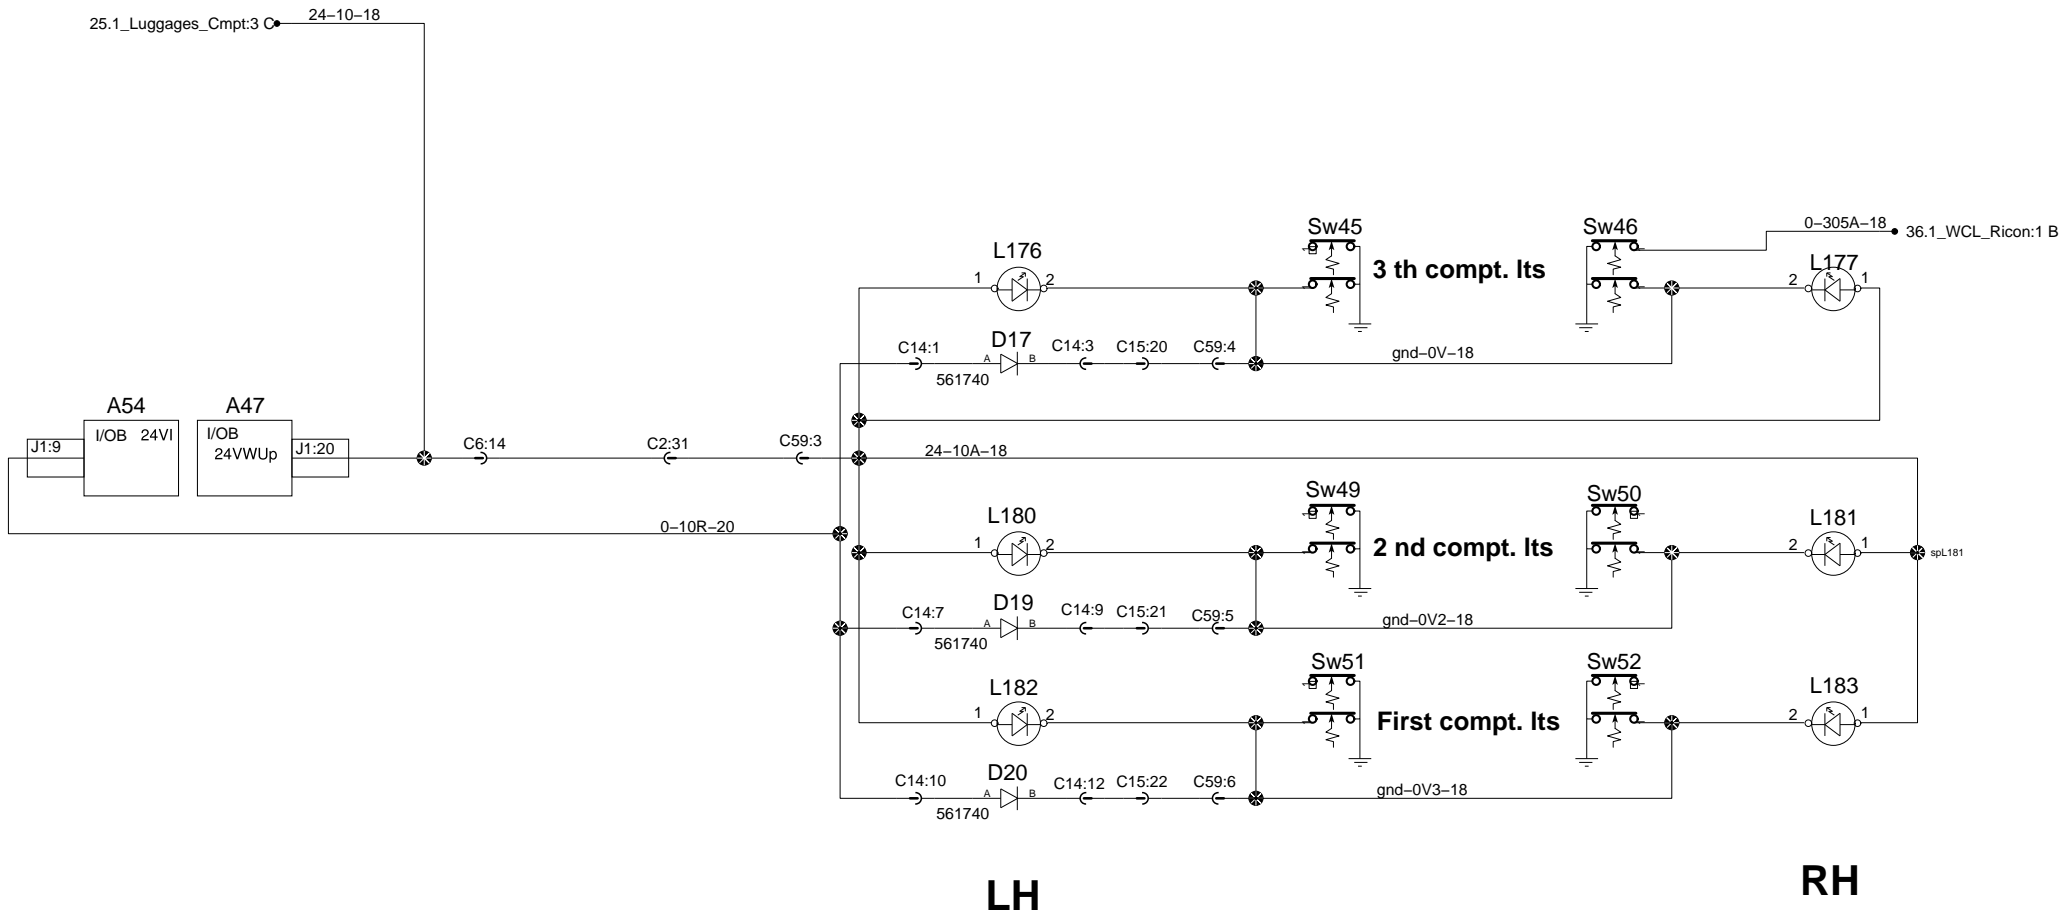 24-10-18
25.1_Luggages_Cmpt:3 C
Sw45
Sw46
0-305A-18
36.1_WCL_Ricon:1 B
L176
3 th compt. lts
L177
1
2
2
1
C14:1
D17
C14:3
C15:20
C59:4
gnd-0V-18
A
B
561740
A54
A47
I/OB 24VI
I/OB
24VWUp
J1:9
J1:20
C6:14
C2:31
C59:3
24-10A-18
Sw49
Sw50
0-10R-20
L180
L181
1
2
2 nd compt. lts
2
1
spL181
C14:7
D19
C14:9
C15:21
C59:5
gnd-0V2-18
A
B
561740
Sw51
Sw52
L182
L183
1
2
First compt. lts
2
1
C14:10
D20
C14:12
C15:22
C59:6
gnd-0V3-18
A
B
561740
LH
RH